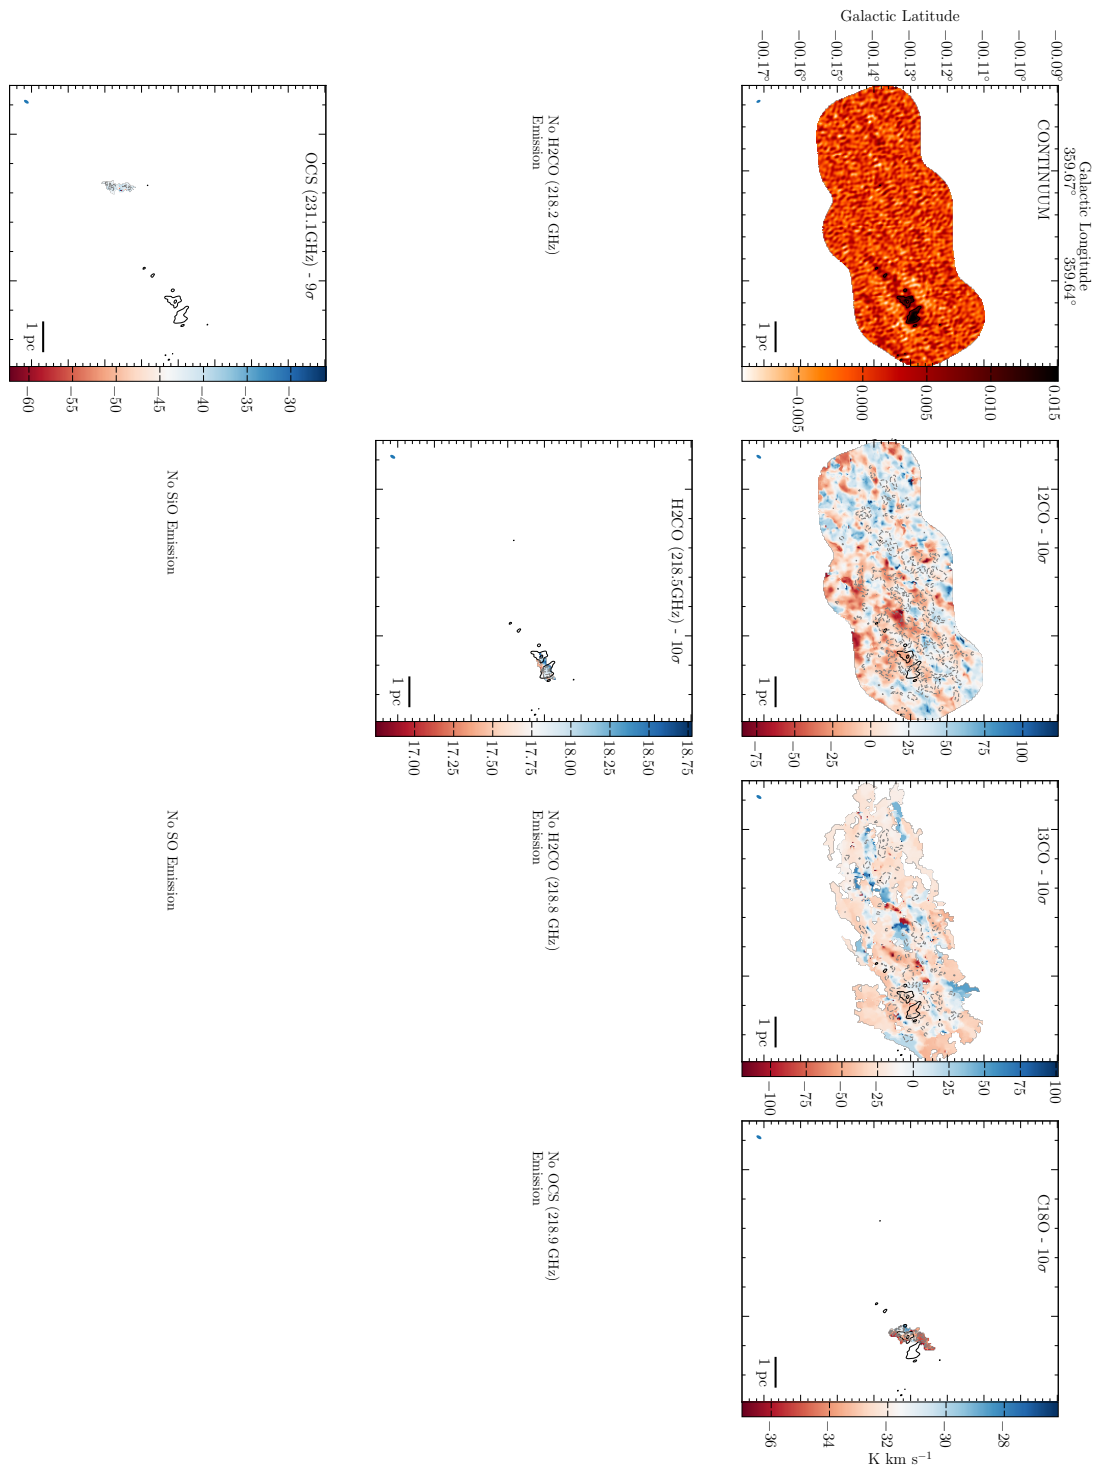 Galactic Longitude
359.67°
359.64°
Galactic Latitude
−00.09°
−00.10°
−00.11°
−00.12°
−00.13°
−00.14°
−00.15°
−00.16°
−00.17°
CONTINUUM
1 pc
0.015
0.010
0.005
0.000
−0.005
12CO - 10σ
1 pc
100
75
50
25
0
−25
−50
−75
13CO - 10σ
1 pc
100
75
50
25
0
−25
−50
−75
−100
C18O - 10σ
1 pc
−28
−30
−32
−34
−36
K km s⁻¹
No H2CO (218.2 GHz)
Emission
H2CO (218.5GHz) - 10σ
1 pc
18.75
18.50
18.25
18.00
17.75
17.50
17.25
17.00
No H2CO (218.8 GHz)
Emission
No OCS (218.9 GHz)
Emission
OCS (231.1GHz) - 9σ
1 pc
−30
−35
−40
−45
−50
−55
−60
No SiO Emission
No SO Emission